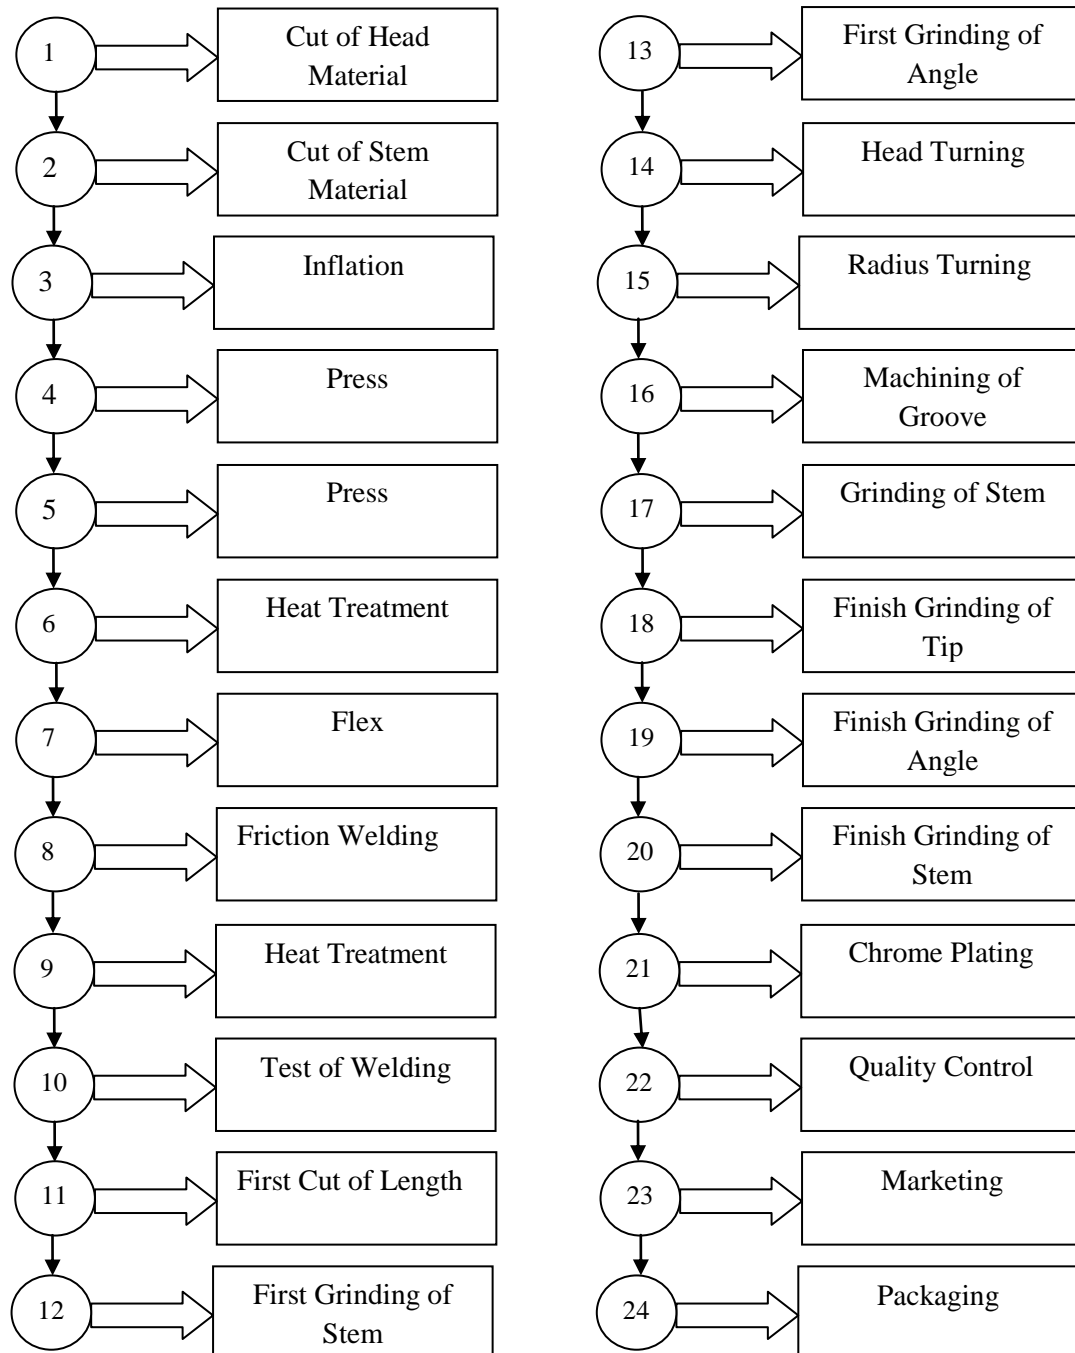 1
Cut of Head
Material
2
Cut of Stem
Material
3
Inflation
4
Press
5
Press
6
Heat Treatment
7
Flex
8
Friction Welding
9
Heat Treatment
10
Test of Welding
11
First Cut of Length
12
First Grinding of
Stem
13
First Grinding of
Angle
14
Head Turning
15
Radius Turning
16
Machining of
Groove
17
Grinding of Stem
18
Finish Grinding of
Tip
19
Finish Grinding of
Angle
20
Finish Grinding of
Stem
21
Chrome Plating
22
Quality Control
23
Marketing
24
Packaging